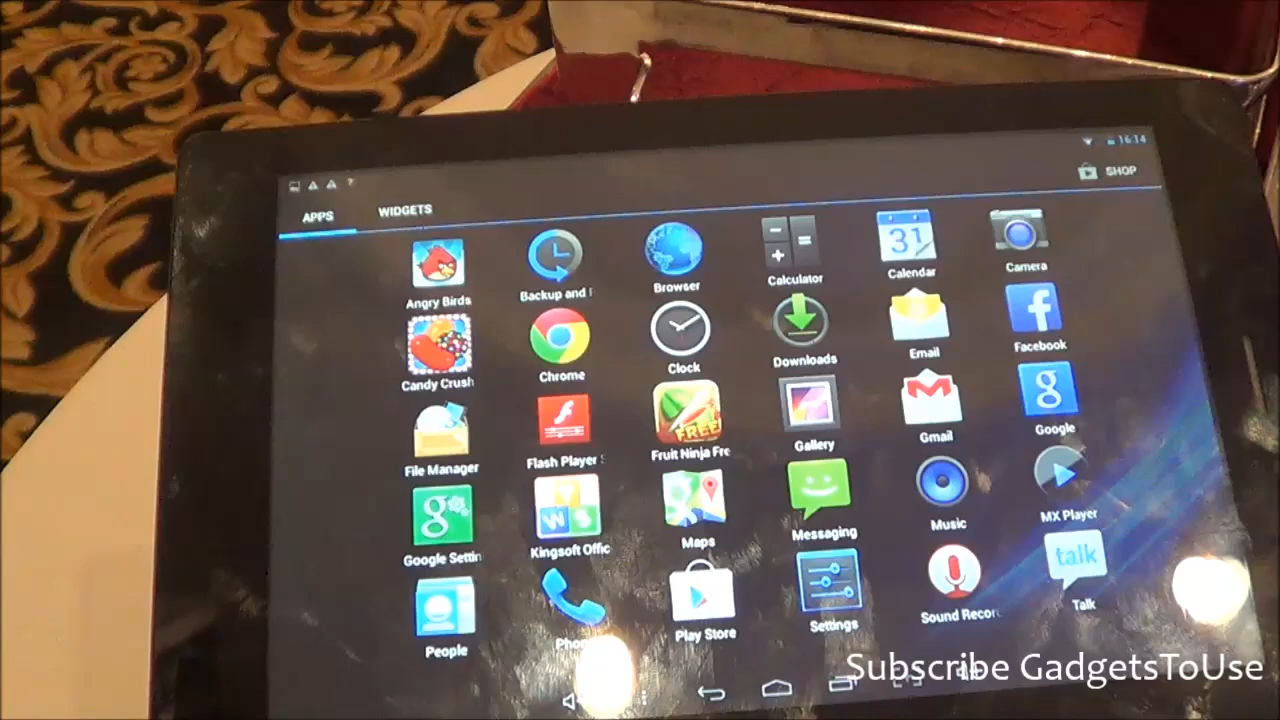 16:14
SHOP
APPS WIDGETS
Angry Birds Backup and Browser Calculator Calendar Camera
31
Candy Crush Chrome Clock Downloads Email Facebook
File Manager Flash Player Fruit Ninja Fre Gallery Gmail Google
FREE!
Google Settin Kingsoft Offic Maps Messaging Music MX Player
W S
talk
People Phon Play Store Settings Sound Recor Talk
Subscribe GadgetsToUse